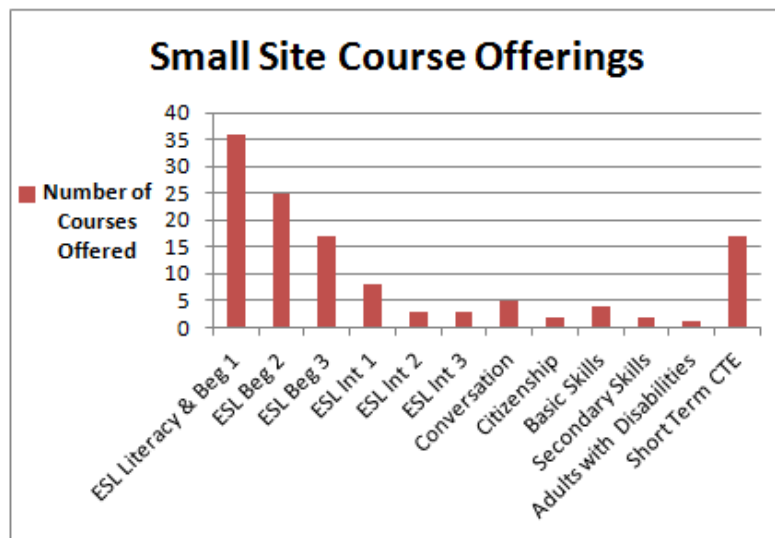 Small Site Course Offerings
Number of
Courses
Offered
40
35
30
25
20
15
10
5
0
ESL Literacy & Beg 1
ESL Beg 2
ESL Beg 3
ESL Int 1
ESL Int 2
ESL Int 3
Conversation
Citizenship
Basic Skills
Secondary Skills
Adults with Disabilities
Short Term CTE